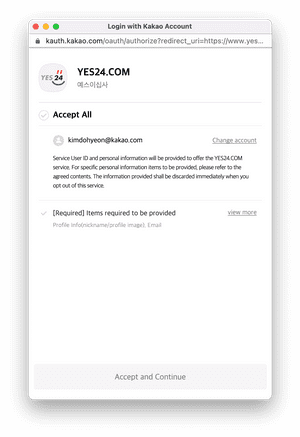 Login with Kakao Account
kauth.kakao.com/oauth/authorize?redirect_uri=https://www.yes...
YES24
YES24.COM
예스이십사
Accept All
kimdohyeon@kakao.com
Change account
Service User ID and personal information will be provided to offer the YES24.COM
service. For specific personal information items to be provided, please refer to the
agreed contents. The information provided shall be discarded immediately when you
opt out of this service.
[Required] Items required to be provided
view more
Profile Info(nickname/profile image), Email
Accept and Continue